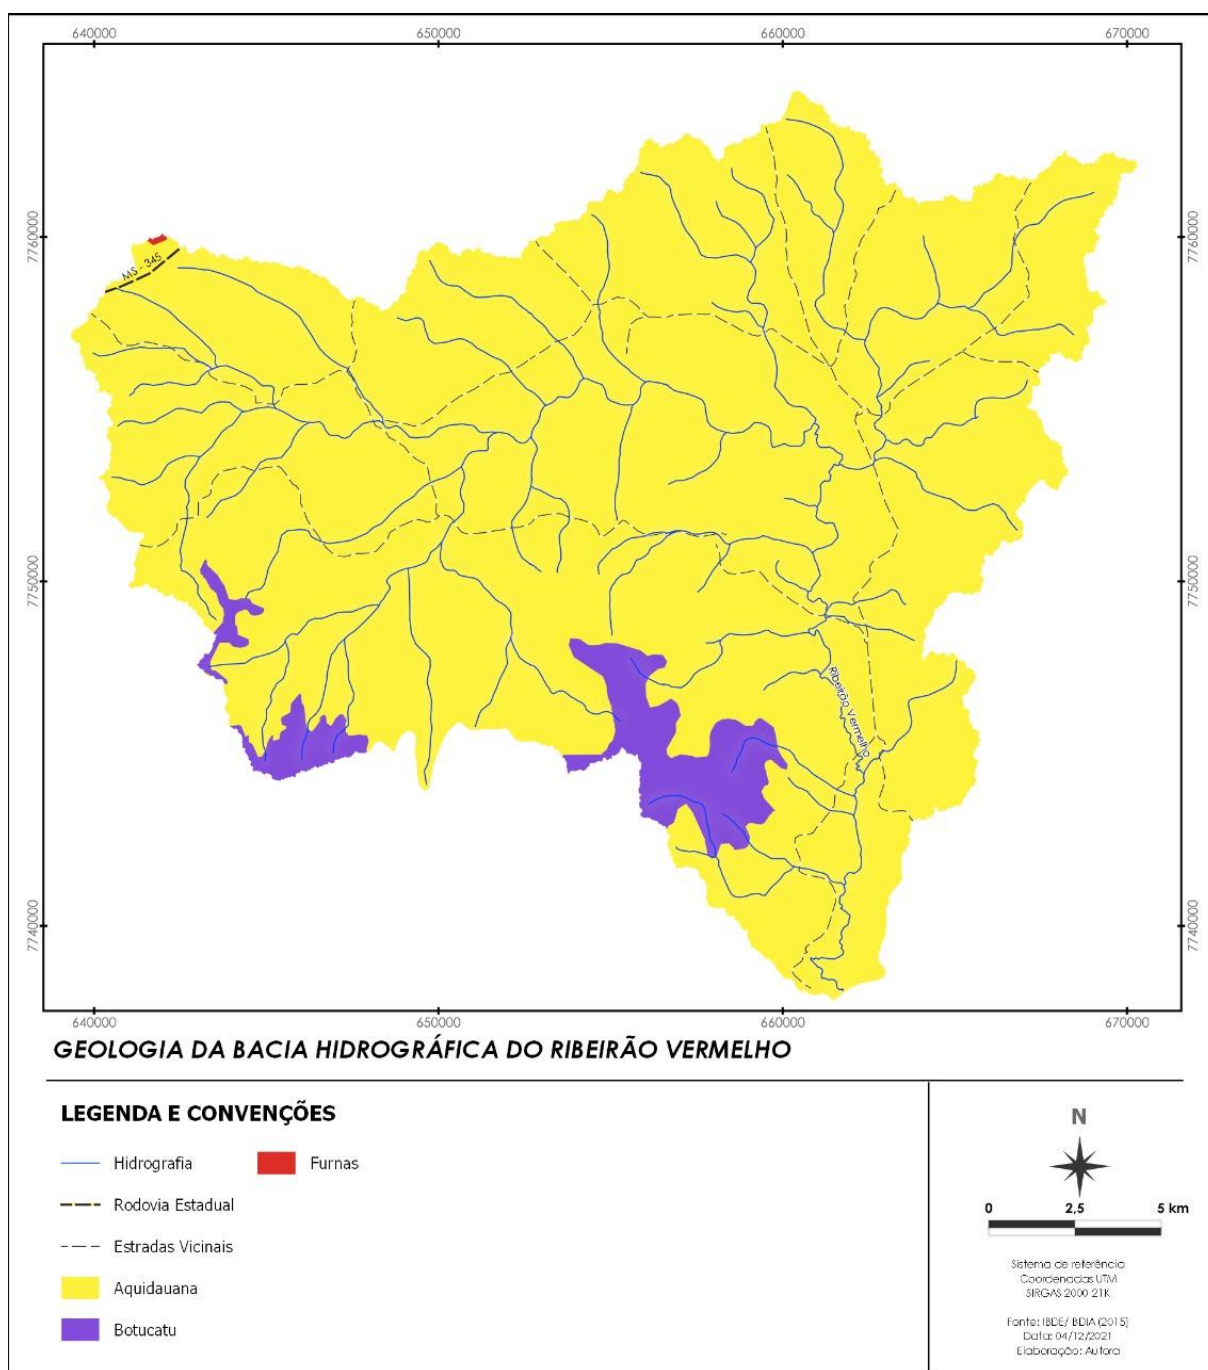 640000 650000 660000 670000
7760000 7760000
MS - 345
7750000 7750000
Ribeirão Vermelho
7740000 7740000
640000 650000 660000 670000
GEOLOGIA DA BACIA HIDROGRÁFICA DO RIBEIRÃO VERMELHO
LEGENDA E CONVENÇÕES
Hidrografia
Furnas
Rodovia Estadual
Estradas Vicinais
Aquidauana
Botucatu
N
0 2,5 5 km
Sistema de referência
Coordenadas UTM
SIRGAS 2000 21K
Fonte: IBDE/ BDIA (2015)
Data: 04/12/2021
Elaboração: Autora